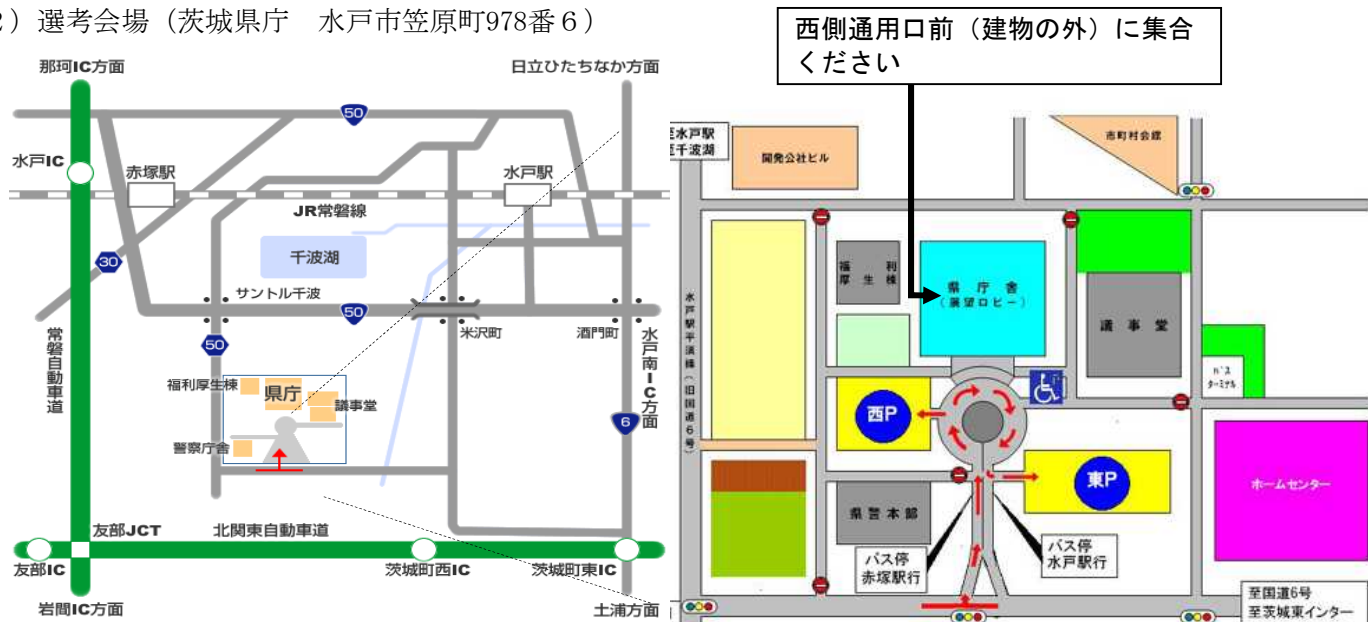 ２）選考会場（茨城県庁　水戸市笠原町978番６）
西側通用口前（建物の外）に集合
ください
那珂IC方面
日立ひたちなか方面
50
水戸IC
赤塚駅
水戸駅
JR常磐線
千波湖
30
サントル千波
50
米沢町
酒門町
水戸南IC方面
常磐自動車道
50
福利厚生棟
県庁
議事堂
6
警察庁舎
友部JCT
北関東自動車道
友部IC
茨城町西IC
茨城町東IC
岩間IC方面
土浦方面
至水戸駅
至千波湖
開発公社ビル
市町村会館
福利
厚生棟
県庁舎
（展望ロビー）
議事堂
水戸駅平須線（旧国道6号）
バス
ターミナル
西P
東P
ホームセンター
県警本部
バス停
赤塚駅行
バス停
水戸駅行
至国道6号
至茨城東インター